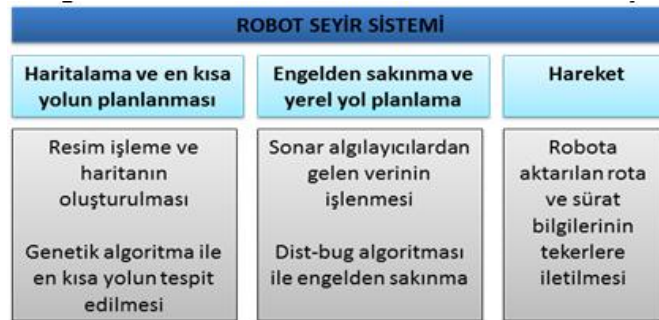 ROBOT SEYİR SİSTEMİ
Haritalama ve en kısa
yolun planlanması
Resim işleme ve
haritanın
oluşturulması
Genetik algoritma ile
en kısa yolun tespit
edilmesi
Engelden sakınma ve
yerel yol planlama
Sonar algılayıcılardan
gelen verinin
işlenmesi
Dist-bug algoritması
ile engelden sakınma
Hareket
Robota
aktarılan rota
ve sürat
bilgilerinin
tekerlere
iletilmesi